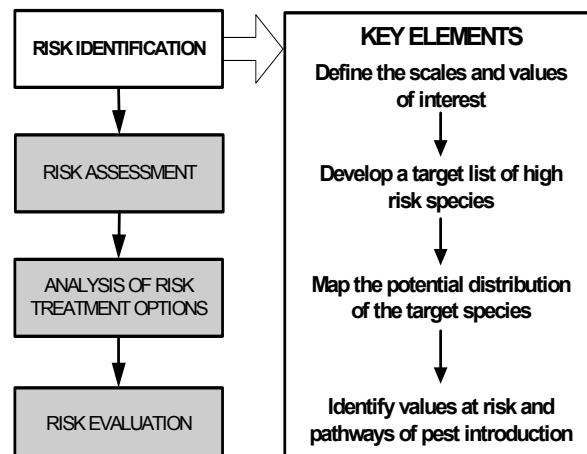 RISK IDENTIFICATION
RISK ASSESSMENT
ANALYSIS OF RISK
TREATMENT OPTIONS
RISK EVALUATION
KEY ELEMENTS
Define the scales and values
of interest
Develop a target list of high
risk species
Map the potential distribution
of the target species
Identify values at risk and
pathways of pest introduction